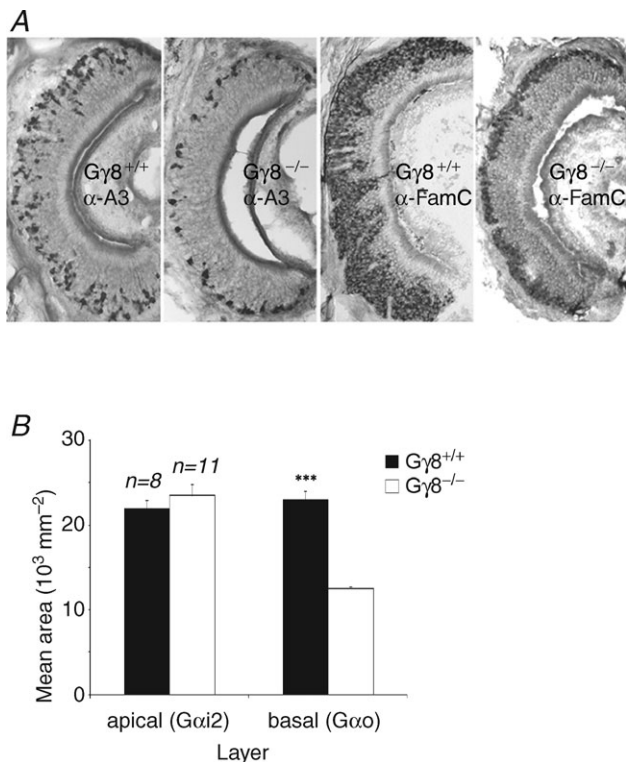 A
Gγ8+/+
α-A3
Gγ8−/−
α-A3
Gγ8+/+
α-FamC
Gγ8−/−
α-FamC
B
Mean area (10³ mm⁻²)
30
20
10
0
n=8
n=11
***
Gγ8+/+
Gγ8−/−
apical (Gαi2)
basal (Gαo)
Layer